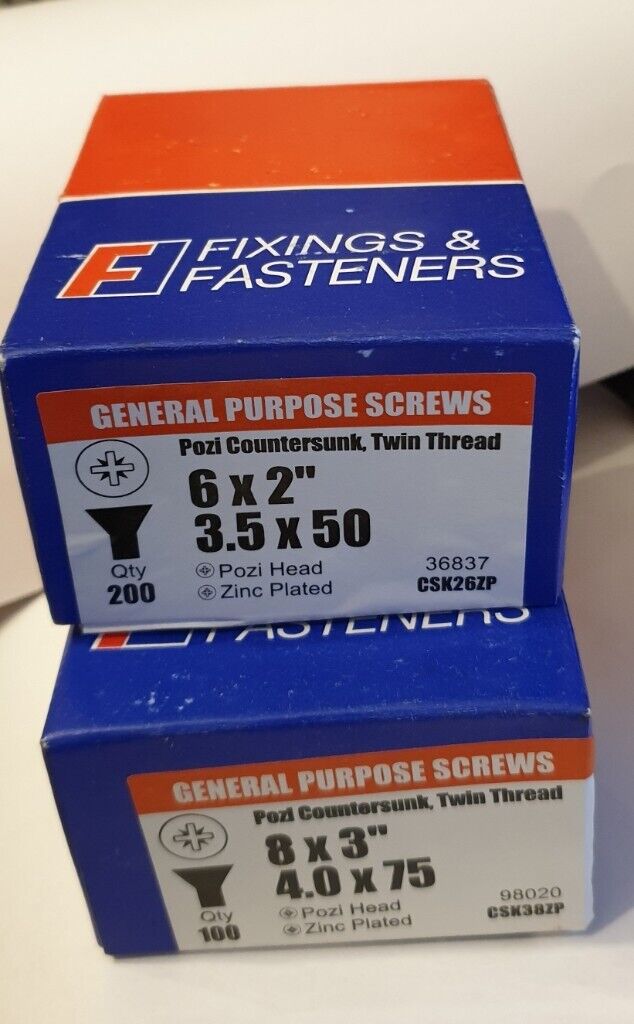 F
FIXINGS &
FASTENERS
GENERAL PURPOSE SCREWS
Pozi Countersunk, Twin Thread
6 x 2"
3.5 x 50
Qty
200
Pozi Head
Zinc Plated
36837
CSK26ZP
FASTENERS
GENERAL PURPOSE SCREWS
Pozi Countersunk, Twin Thread
8 x 3"
4.0 x 75
Qty
100
Pozi Head
Zinc Plated
98020
CSK38ZP